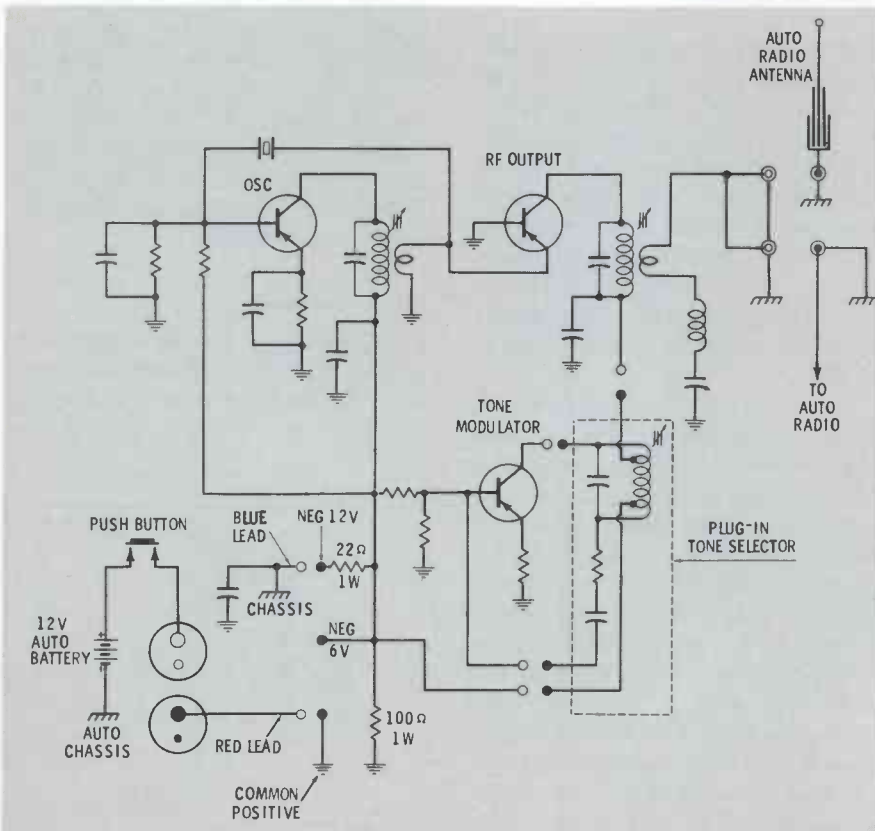 AUTO
RADIO
ANTENNA
OSC
RF OUTPUT
TO
AUTO
RADIO
TONE
MODULATOR
PLUG-IN
TONE SELECTOR
PUSH BUTTON
BLUE
LEAD
NEG 12V
22Ω
1W
CHASSIS
12V
AUTO
BATTERY
NEG
6V
AUTO
CHASSIS
RED LEAD
100Ω
1W
COMMON
POSITIVE